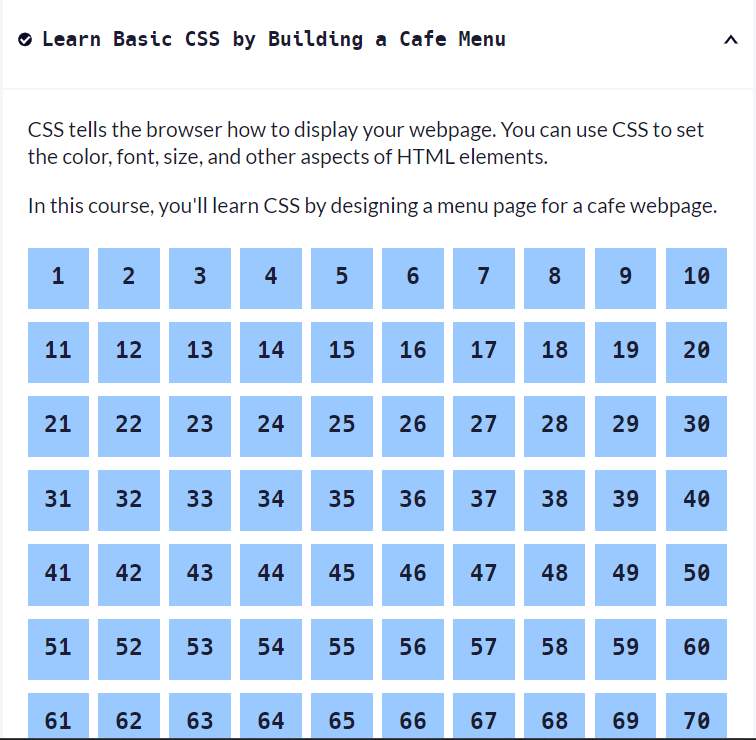 Learn Basic CSS by Building a Cafe Menu
CSS tells the browser how to display your webpage. You can use CSS to set
the color, font, size, and other aspects of HTML elements.
In this course, you'll learn CSS by designing a menu page for a cafe webpage.
1 2 3 4 5 6 7 8 9 10
11 12 13 14 15 16 17 18 19 20
21 22 23 24 25 26 27 28 29 30
31 32 33 34 35 36 37 38 39 40
41 42 43 44 45 46 47 48 49 50
51 52 53 54 55 56 57 58 59 60
61 62 63 64 65 66 67 68 69 70